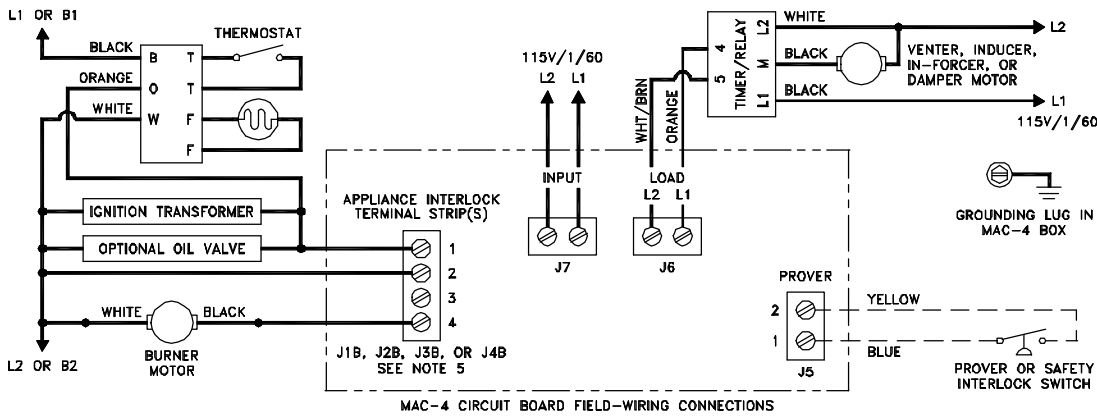 L1 OR B1
BLACK
ORANGE
WHITE
B
O
W
T
T
F
F
THERMOSTAT
IGNITION TRANSFORMER
OPTIONAL OIL VALVE
WHITE
BLACK
BURNER
MOTOR
L2 OR B2
APPLIANCE INTERLOCK
TERMINAL STRIP(S)
1
2
3
4
J1B, J2B, J3B, OR J4B
SEE NOTE 5
115V/1/60
L2 L1
INPUT
J7
WHT/BRN
ORANGE
LOAD
L2 L1
J6
4
5
TIMER/RELAY
L2
M
L1
WHITE
BLACK
BLACK
L2
VENTER, INDUCER,
IN-FORCER, OR
DAMPER MOTOR
L1
115V/1/60
GROUNDING LUG IN
MAC-4 BOX
PROVER
2
1
J5
YELLOW
BLUE
PROVER OR SAFETY
INTERLOCK SWITCH
MAC-4 CIRCUIT BOARD FIELD-WIRING CONNECTIONS